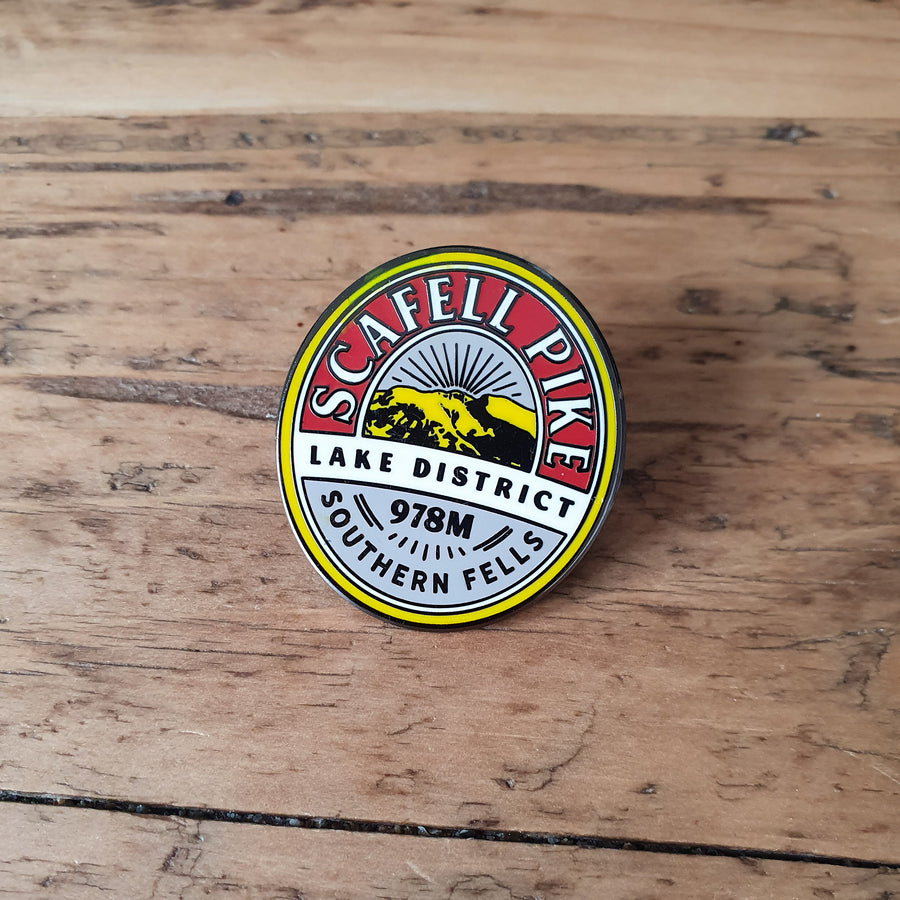 SCAFELL PIKE
LAKE DISTRICT
978M
SOUTHERN FELLS